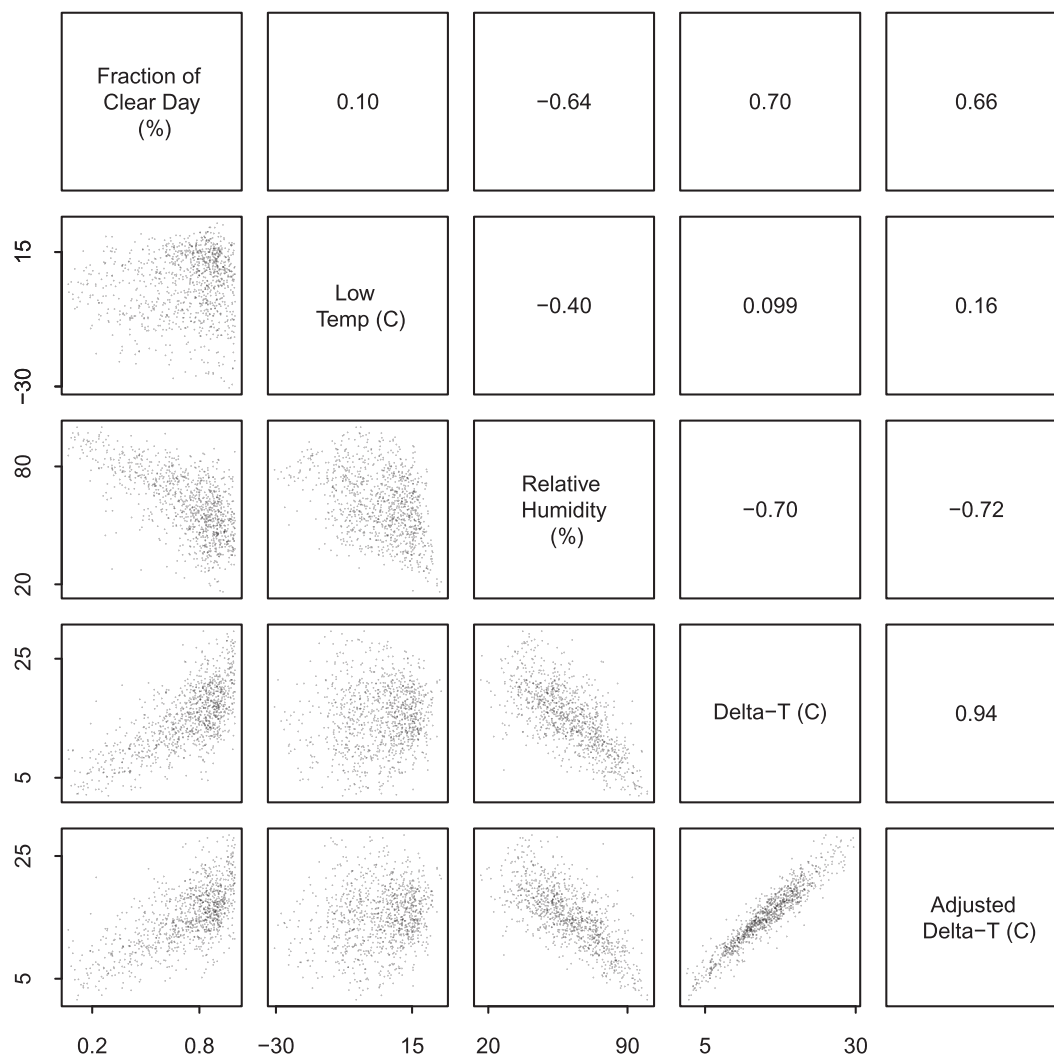 Fraction of
Clear Day
(%)
0.10
−0.64
0.70
0.66
15
−30
Low
Temp (C)
−0.40
0.099
0.16
80
20
Relative
Humidity
(%)
−0.70
−0.72
25
5
Delta−T (C)
0.94
25
5
Adjusted
Delta−T (C)
0.2 0.8 −30 15 20 90 5 30